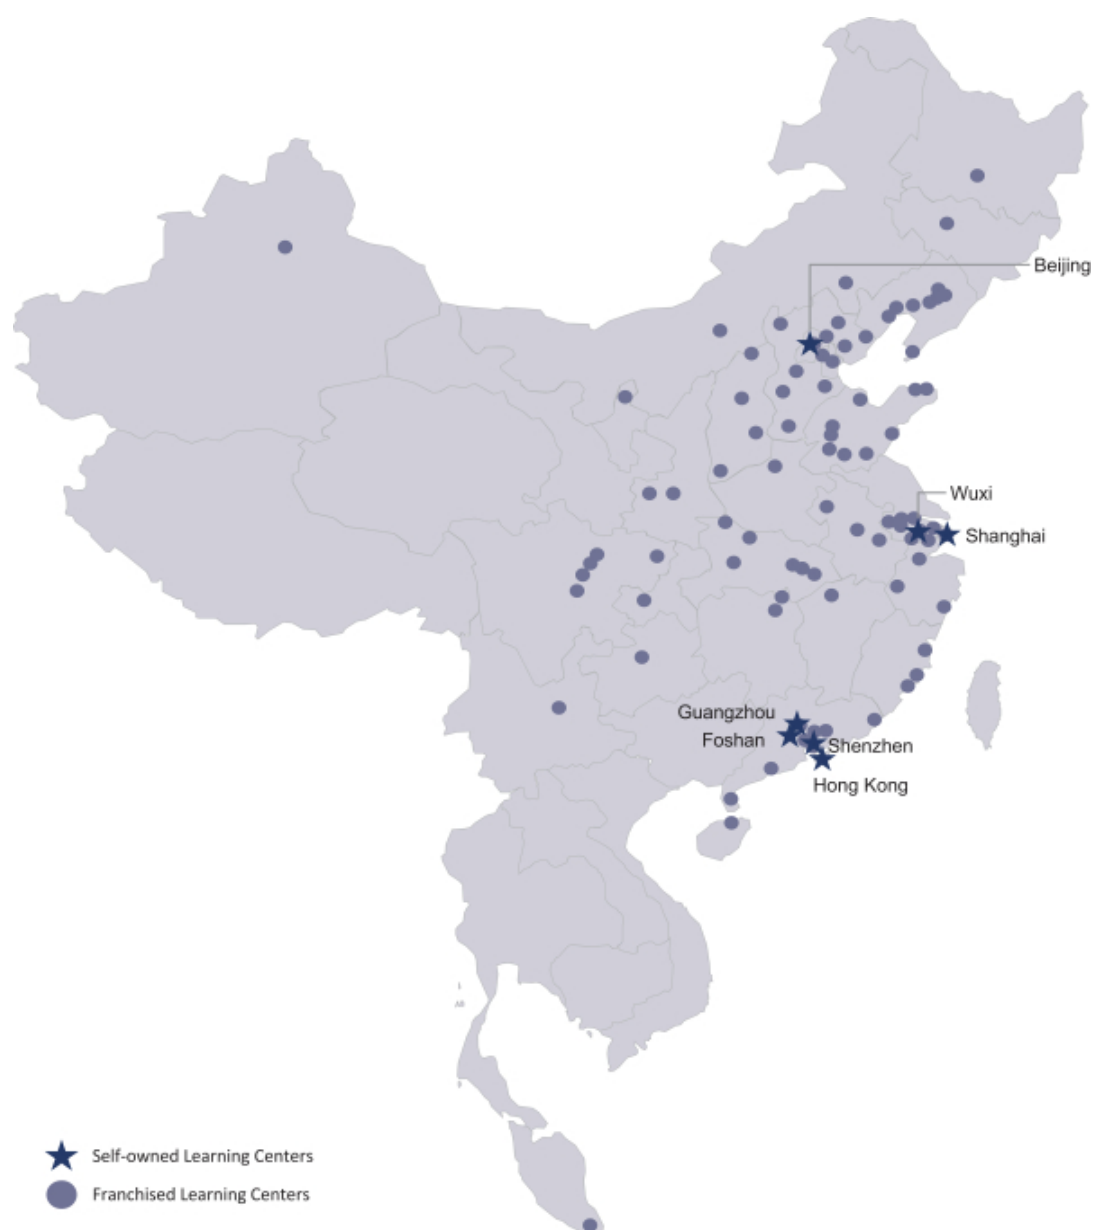 Beijing
Wuxi
Shanghai
Guangzhou
Foshan
Shenzhen
Hong Kong
Self-owned Learning Centers
Franchised Learning Centers